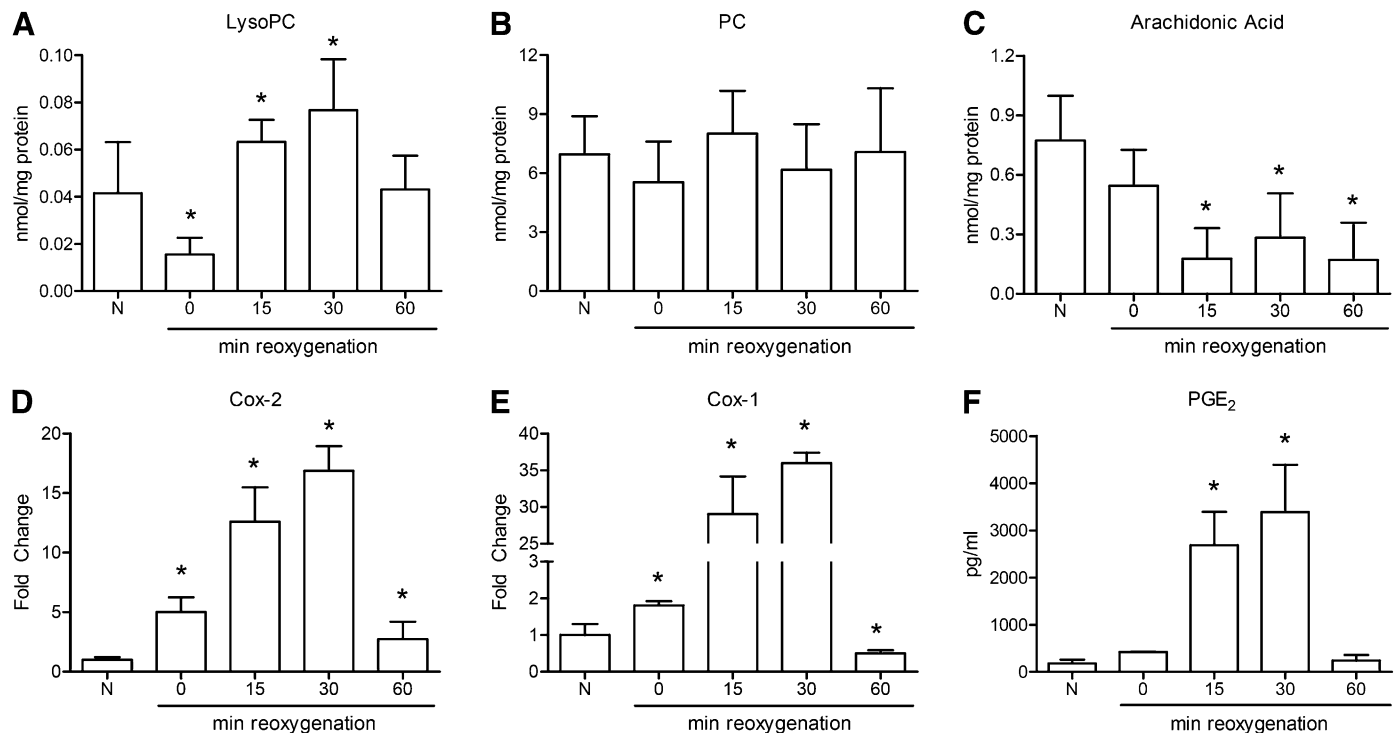 A
LysoPC
nmol/mg protein
0.10
0.08
0.06
0.04
0.02
0.00
*
*
*
N 0 15 30 60
min reoxygenation
B
PC
nmol/mg protein
12
9
6
3
0
N 0 15 30 60
min reoxygenation
C
Arachidonic Acid
nmol/mg protein
1.2
0.9
0.6
0.3
0.0
* * *
N 0 15 30 60
min reoxygenation
D
Cox-2
Fold Change
20
15
10
5
0
* * * *
N 0 15 30 60
min reoxygenation
E
Cox-1
Fold Change
40
35
30
25
3
2
1
0
* * * *
N 0 15 30 60
min reoxygenation
F
PGE2
pg/ml
5000
4000
3000
2000
1000
0
* *
N 0 15 30 60
min reoxygenation